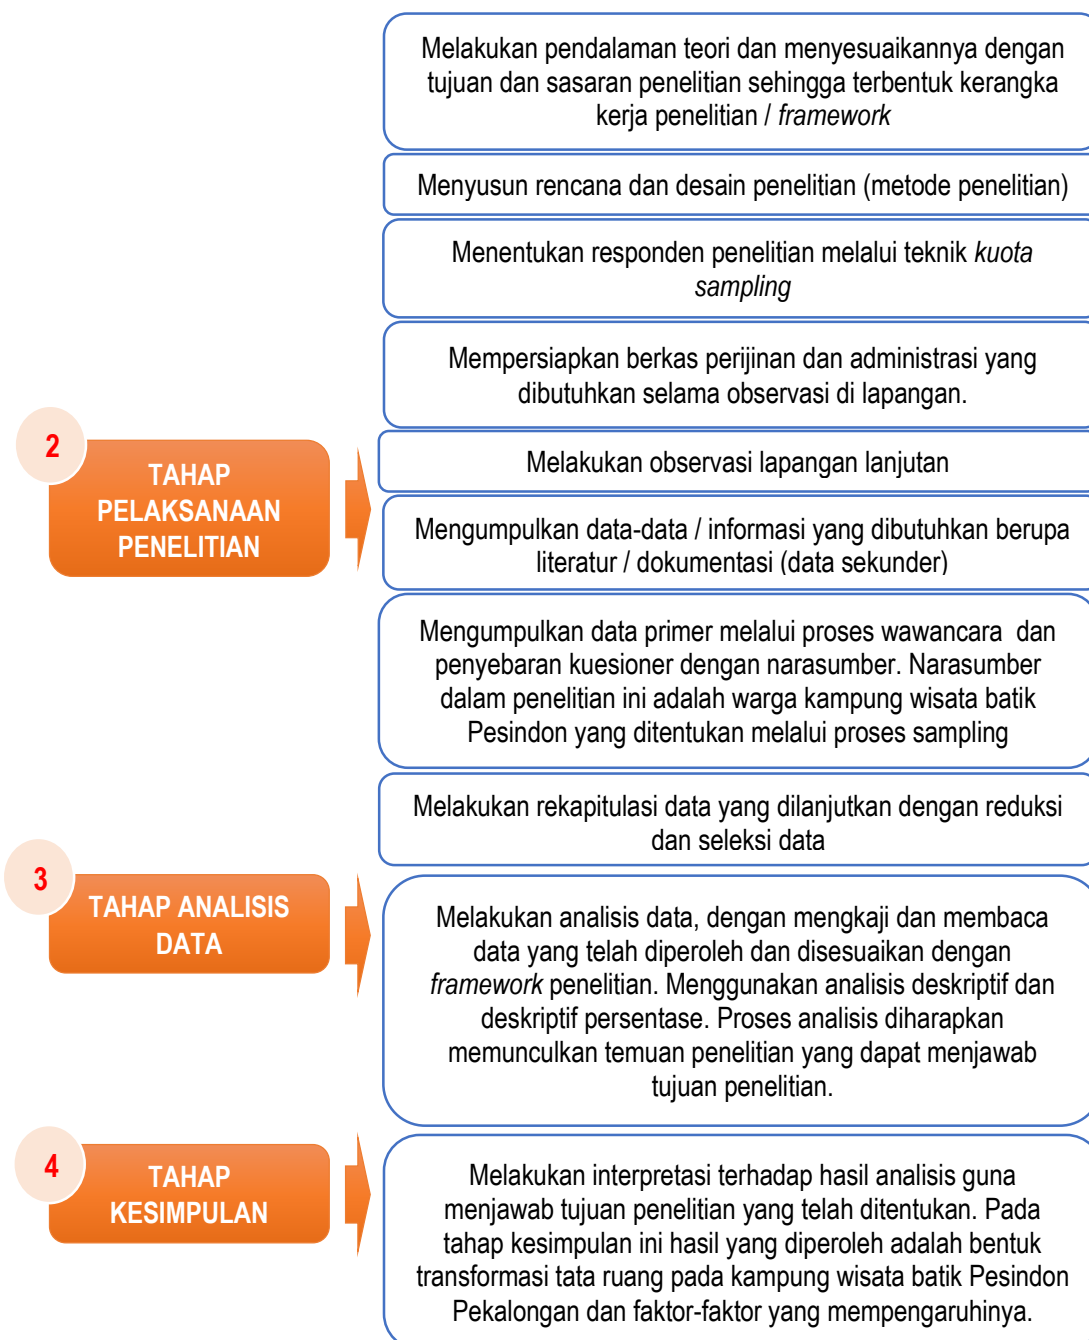 Melakukan pendalaman teori dan menyesuaikannya dengan
tujuan dan sasaran penelitian sehingga terbentuk kerangka
kerja penelitian / framework
Menyusun rencana dan desain penelitian (metode penelitian)
Menentukan responden penelitian melalui teknik kuota
sampling
Mempersiapkan berkas perijinan dan administrasi yang
dibutuhkan selama observasi di lapangan.
2
TAHAP
PELAKSANAAN
PENELITIAN
Melakukan observasi lapangan lanjutan
Mengumpulkan data-data / informasi yang dibutuhkan berupa
literatur / dokumentasi (data sekunder)
Mengumpulkan data primer melalui proses wawancara dan
penyebaran kuesioner dengan narasumber. Narasumber
dalam penelitian ini adalah warga kampung wisata batik
Pesindon yang ditentukan melalui proses sampling
Melakukan rekapitulasi data yang dilanjutkan dengan reduksi
dan seleksi data
3
TAHAP ANALISIS
DATA
Melakukan analisis data, dengan mengkaji dan membaca
data yang telah diperoleh dan disesuaikan dengan
framework penelitian. Menggunakan analisis deskriptif dan
deskriptif persentase. Proses analisis diharapkan
memunculkan temuan penelitian yang dapat menjawab
tujuan penelitian.
4
TAHAP
KESIMPULAN
Melakukan interpretasi terhadap hasil analisis guna
menjawab tujuan penelitian yang telah ditentukan. Pada
tahap kesimpulan ini hasil yang diperoleh adalah bentuk
transformasi tata ruang pada kampung wisata batik Pesindon
Pekalongan dan faktor-faktor yang mempengaruhinya.